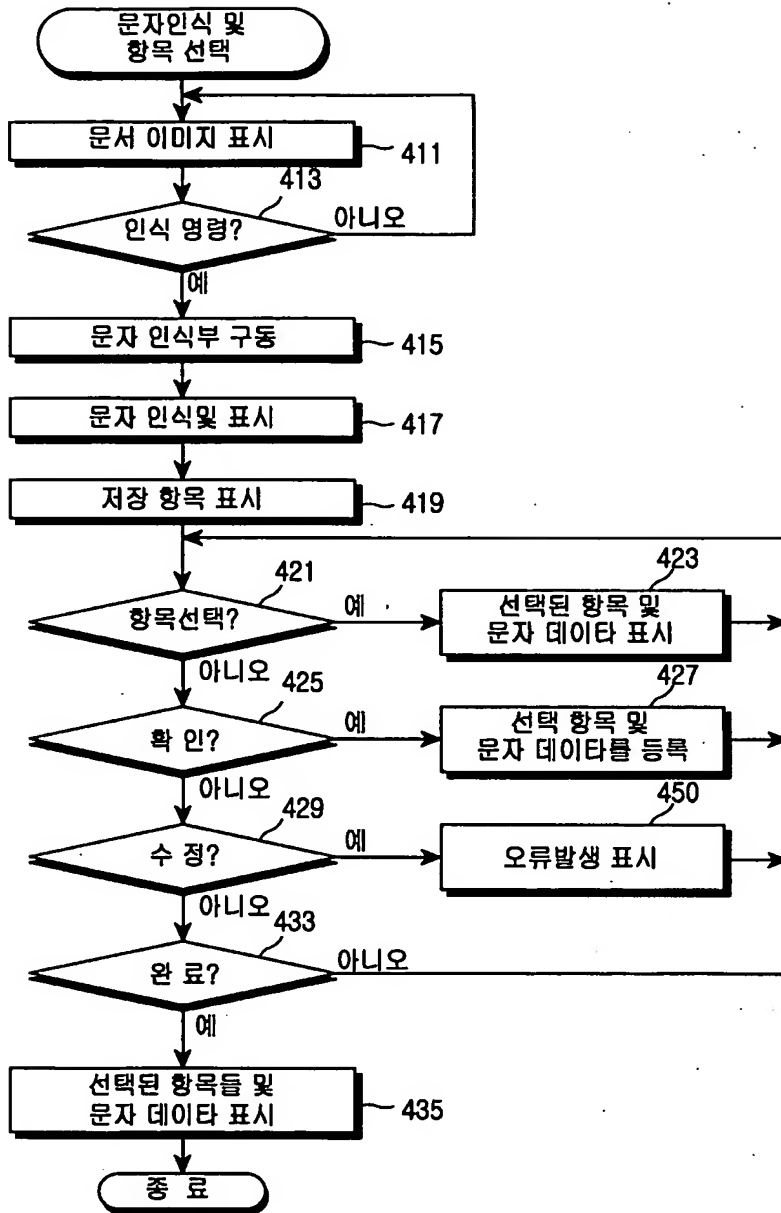 문자인식 및
항목 선택
문서 이미지 표시
411
413
인식 명령?
아니오
예
문자 인식부 구동
415
문자 인식및 표시
417
저장 항목 표시
419
421
항목선택?
예
423
선택된 항목 및
문자 데이타 표시
아니오
425
확 인?
예
427
선택 항목 및
문자 데이타를 등록
아니오
429
수 정?
예
450
오류발생 표시
아니오
433
완 료?
아니오
예
선택된 항목들 및
문자 데이타 표시
435
종 료